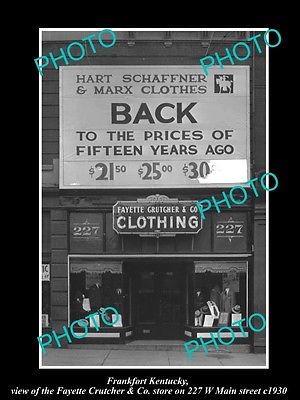 PHOTO
PHOTO
HART SCHAFFNER
& MARX CLOTHES
BACK
TO THE PRICES OF
FIFTEEN YEARS AGO
$21.50 $25.00 $30
PHOTO
PHOTO
FAYETTE CRUTCHER & CO.
CLOTHING
227
227
PHOTO
PHOTO
Frankfort Kentucky,
view of the Fayette Crutcher & Co. store on 227 W Main street c1930